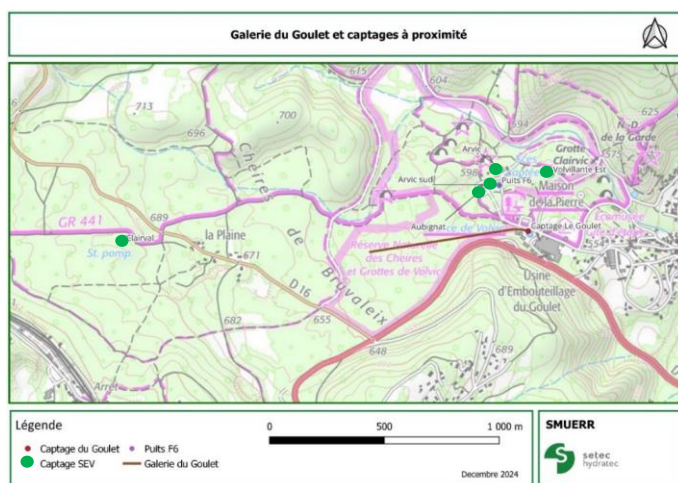 Galerie du Goulet et captages à proximité
615
604
713
700
696
594
625
N - D
de la Garde
Arvic
Grotte
Clairvic
573
598
Volvillante Est
Arvic sud
Puits F6
Maison
de la Pierre
Cheires
GR 441
689
Aubignat
Captage Le Goulet
Clairval
St. pomp.
la Plaine
de
Réserve Naturelle
des Cheires
et Grottes de Volvic
671
Bruvaleix
Usine
d'Embouteillage
du Goulet
D 16
682
655
648
689
Arrêt
Légende
Captage du Goulet
Puits F6
Captage SEV
Galerie du Goulet
0 500 1 000 m
Decembre 2024
SMUERR
setec
hydratec